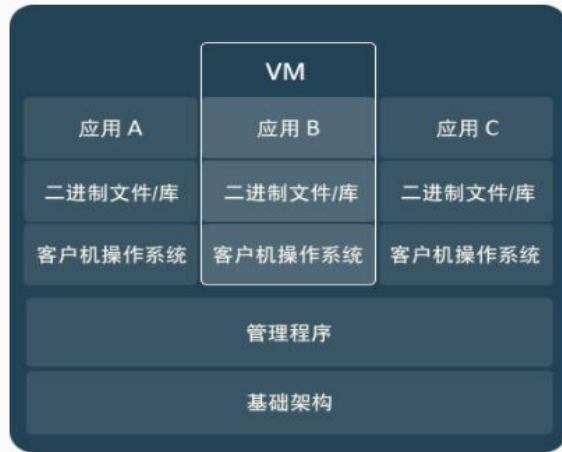 VM
应用 A
应用 B
应用 C
二进制文件/库
二进制文件/库
二进制文件/库
客户机操作系统
客户机操作系统
客户机操作系统
管理程序
基础架构